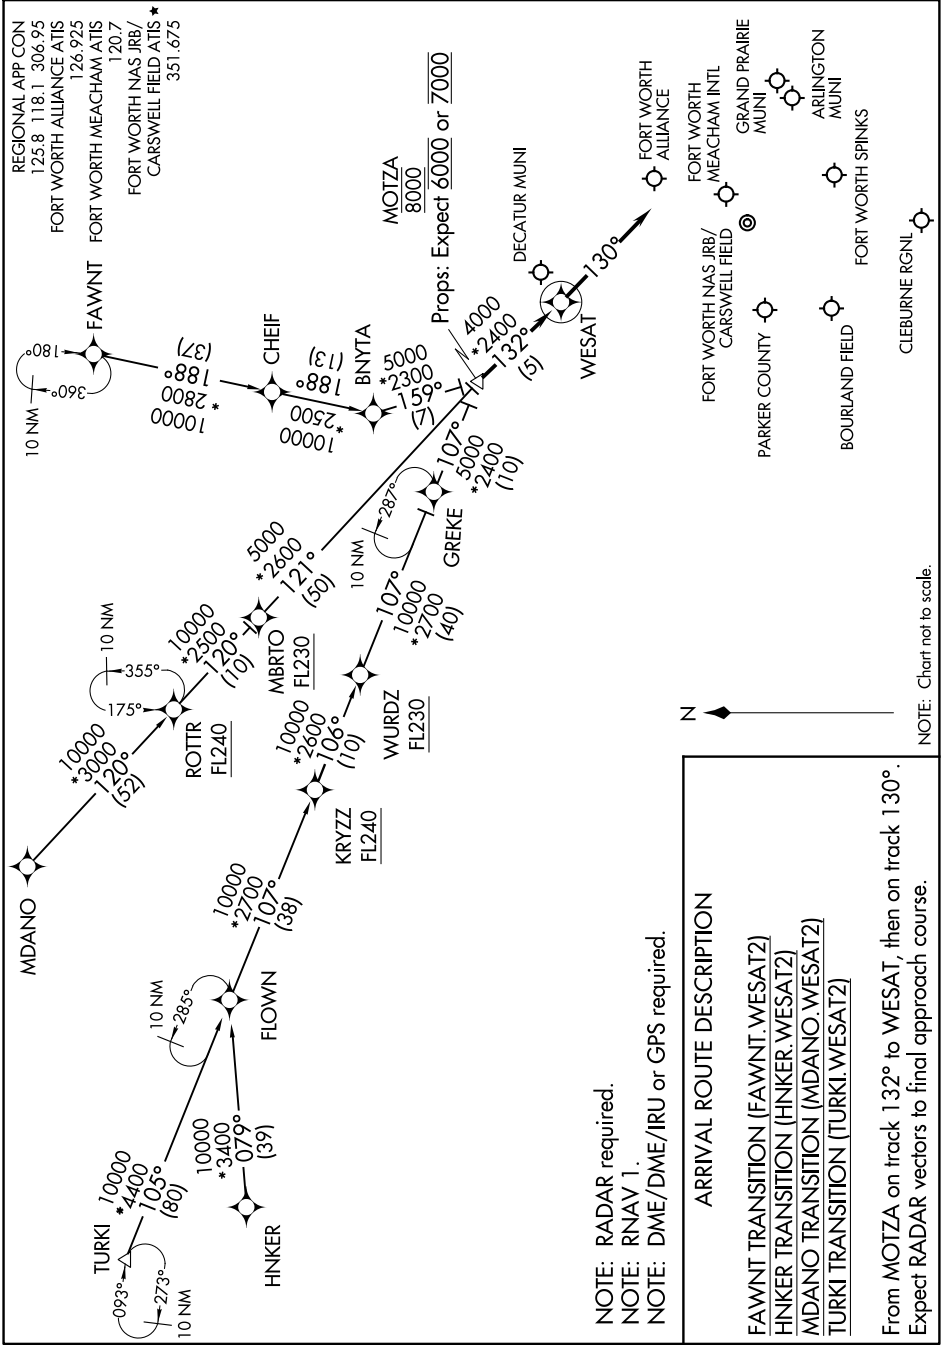 REGIONAL APP CON
125.8 118.1 306.95
FORT WORTH ALLIANCE ATIS
126.925
FORT WORTH MEACHAM ATIS
120.7
FORT WORTH NAS JRB/
CARSWELL FIELD ATIS ★
351.675
FAWNT
180°
360°
10 NM
10000
*2800
188°
(37)
CHEIF
10000
*2500
188°
(13)
BNYTA
5000
*2300
159°
(7)
MOTZA
8000
Props: Expect 6000 or 7000
4000
*2400
132°
(5)
WESAT
130°
MDANO
10000
*3000
120°
(52)
ROTTR
FL240
175°
355°
10 NM
10000
*2500
120°
(10)
MBRTO
FL230
5000
*2600
121°
(50)
TURKI
093°
273°
10 NM
10000
*4400
105°
(80)
HNKER
10000
*3400
079°
(39)
FLOWN
10 NM
285°
10000
*2700
107°
(38)
KRYZZ
FL240
10000
*2600
106°
(10)
WURDZ
FL230
10000
*2700
107°
(40)
GREKE
10 NM
287°
107°
5000
*2400
(10)
DECATUR MUNI
FORT WORTH
ALLIANCE
FORT WORTH
MEACHAM INTL
GRAND PRAIRIE
MUNI
ARLINGTON
MUNI
FORT WORTH NAS JRB/
CARSWELL FIELD
FORT WORTH SPINKS
PARKER COUNTY
BOURLAND FIELD
CLEBURNE RGNL
N
NOTE: Chart not to scale.
NOTE: RADAR required.
NOTE: RNAV 1.
NOTE: DME/DME/IRU or GPS required.
ARRIVAL ROUTE DESCRIPTION
FAWNT TRANSITION (FAWNT.WESAT2)
HNKER TRANSITION (HNKER.WESAT2)
MDANO TRANSITION (MDANO.WESAT2)
TURKI TRANSITION (TURKI.WESAT2)
From MOTZA on track 132° to WESAT, then on track 130°.
Expect RADAR vectors to final approach course.